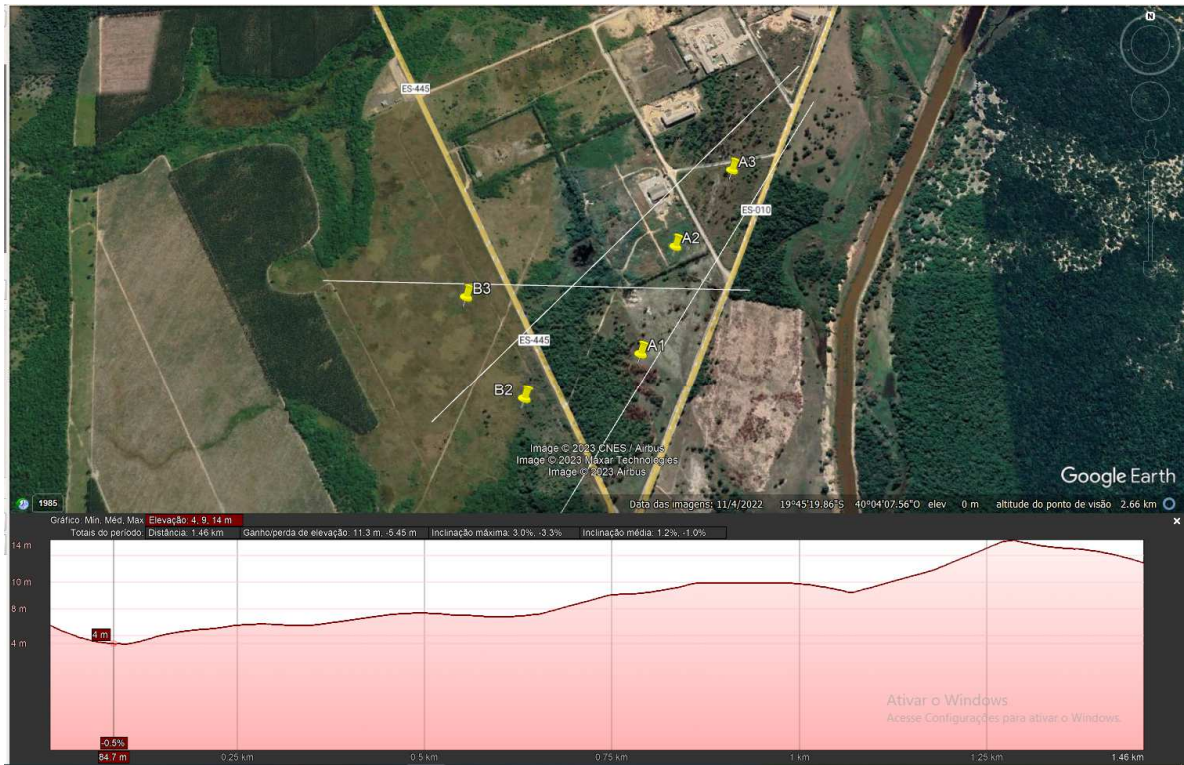 N
ES-445
A3
ES-010
A2
B3
ES-445
A1
B2
Image © 2023 CNES / Airbus
Image © 2023 Maxar Technologies
Image © 2023 Airbus
Google Earth
1985
Data das imagens: 11/4/2022 19°45'19.86"S 40°04'07.56"O elev 0 m altitude do ponto de visão 2.66 km
Gráfico: Mín. Méd. Max Elevação: 4, 9, 14 m
Totais do período: Distância: 1.46 km Ganho/perda de elevação: 11.3 m, -5.45 m Inclinação máxima: 3.0%, -3.3% Inclinação média: 1.2%, -1.0%
14 m
10 m
8 m
4 m
4 m
Ativar o Windows
Acesse Configurações para ativar o Windows.
-0.5%
84.7 m 0.25 km 0.5 km 0.75 km 1 km 1.25 km 1.46 km